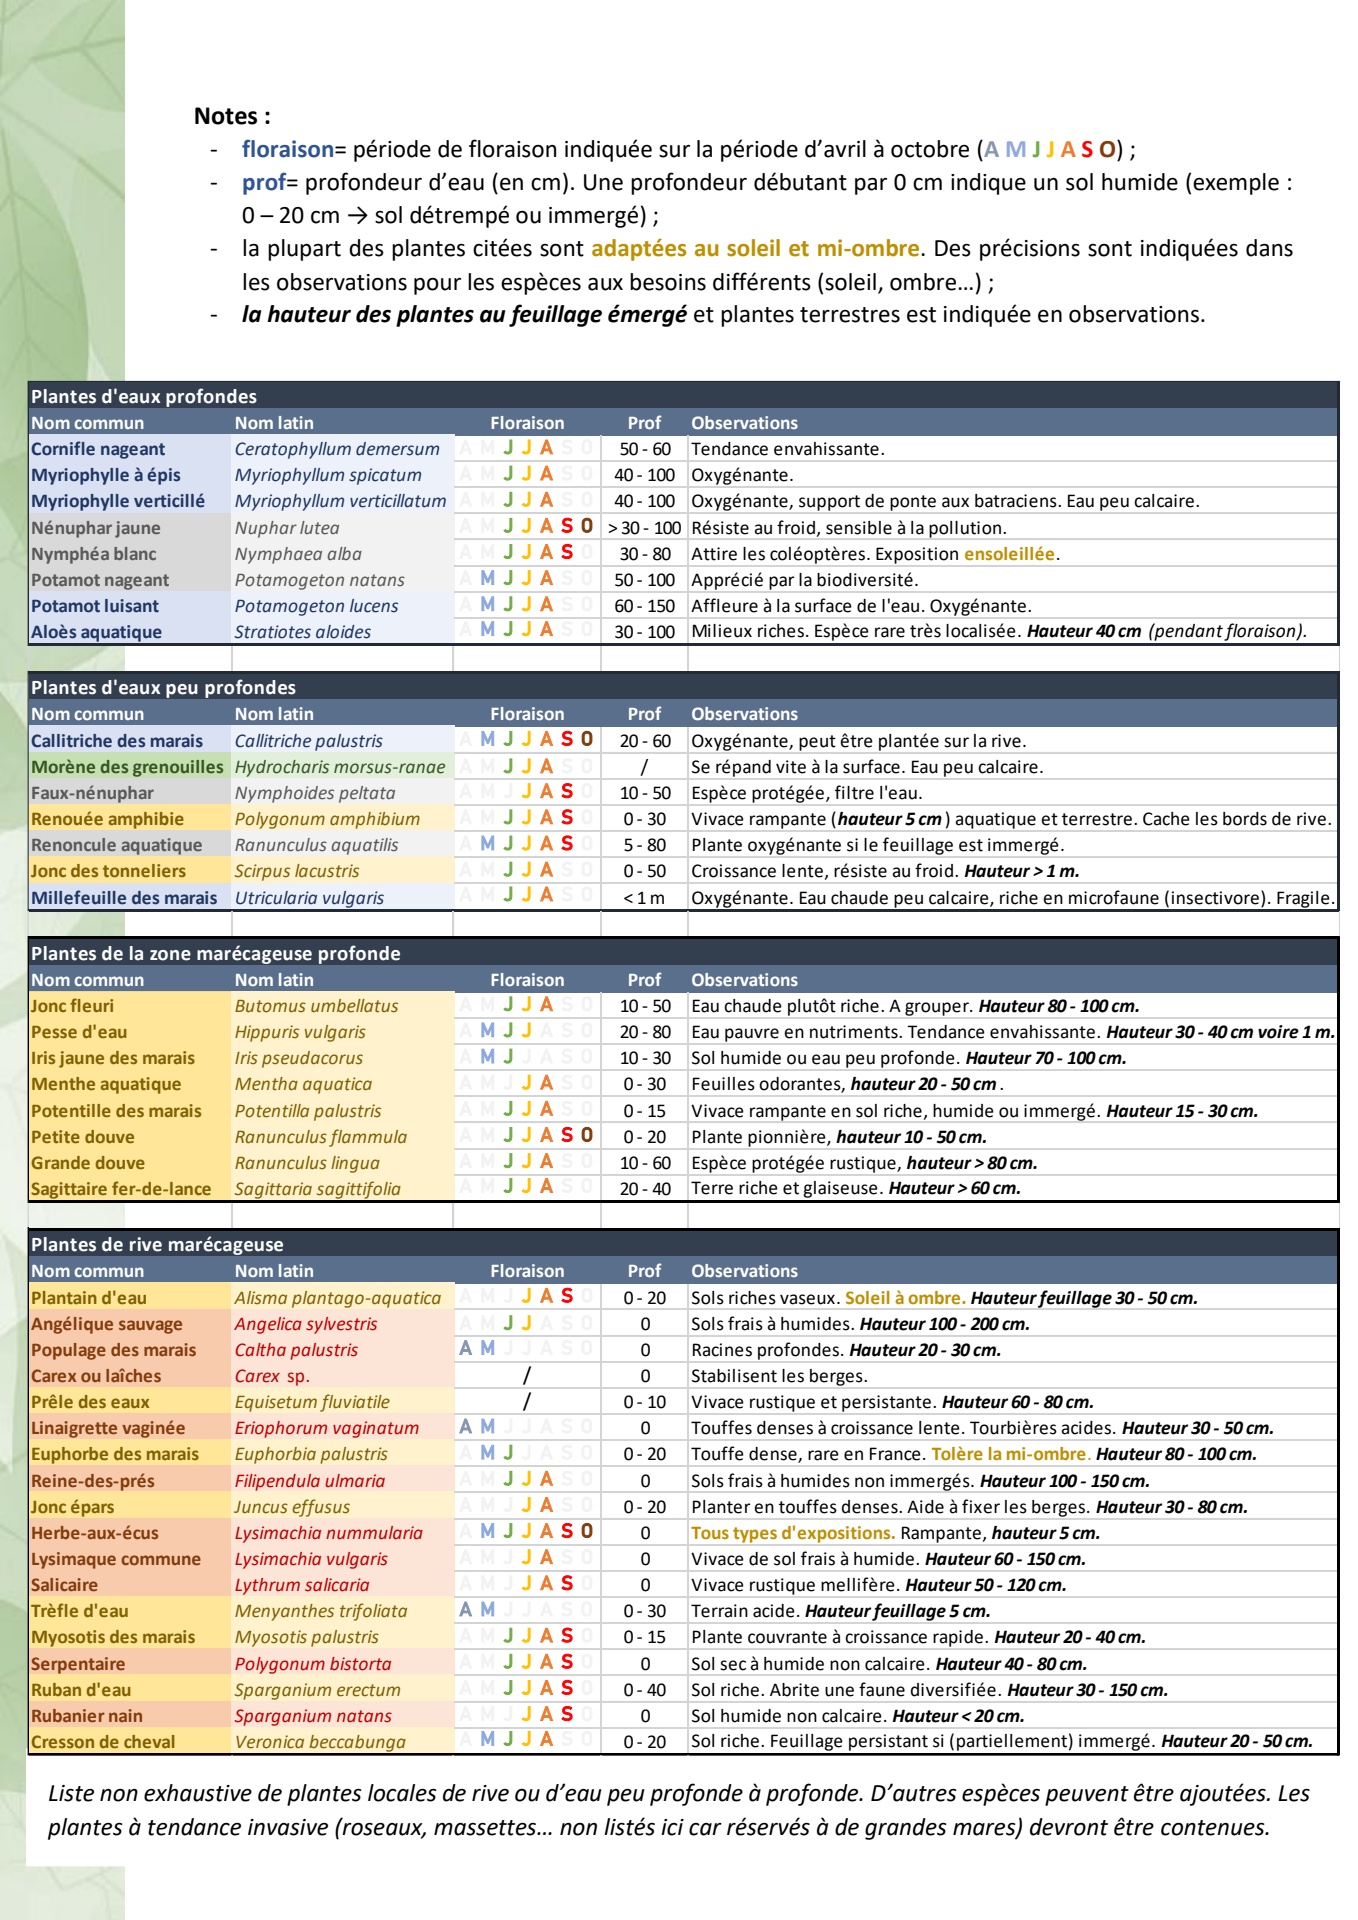 Notes :
- floraison= période de floraison indiquée sur la période d’avril à octobre (A M J J A S O) ;
- prof= profondeur d’eau (en cm). Une profondeur débutant par 0 cm indique un sol humide (exemple :
0 – 20 cm → sol détrempé ou immergé) ;
- la plupart des plantes citées sont adaptées au soleil et mi-ombre. Des précisions sont indiquées dans
les observations pour les espèces aux besoins différents (soleil, ombre…) ;
- la hauteur des plantes au feuillage émergé et plantes terrestres est indiquée en observations.
Plantes d'eaux profondes
Nom commun Nom latin Floraison Prof Observations
Cornifle nageant Ceratophyllum demersum A M J J A S O 50 - 60 Tendance envahissante.
Myriophylle à épis Myriophyllum spicatum A M J J A S O 40 - 100 Oxygénante.
Myriophylle verticillé Myriophyllum verticillatum A M J J A S O 40 - 100 Oxygénante, support de ponte aux batraciens. Eau peu calcaire.
Nénuphar jaune Nuphar lutea A M J J A S O > 30 - 100 Résiste au froid, sensible à la pollution.
Nymphéa blanc Nymphaea alba A M J J A S O 30 - 80 Attire les coléoptères. Exposition ensoleillée.
Potamot nageant Potamogeton natans A M J J A S O 50 - 100 Apprécié par la biodiversité.
Potamot luisant Potamogeton lucens A M J J A S O 60 - 150 Affleure à la surface de l'eau. Oxygénante.
Aloès aquatique Stratiotes aloides A M J J A S O 30 - 100 Milieux riches. Espèce rare très localisée. Hauteur 40 cm (pendant floraison).
Plantes d'eaux peu profondes
Nom commun Nom latin Floraison Prof Observations
Callitriche des marais Callitriche palustris A M J J A S O 20 - 60 Oxygénante, peut être plantée sur la rive.
Morène des grenouilles Hydrocharis morsus-ranae A M J J A S O / Se répand vite à la surface. Eau peu calcaire.
Faux-nénuphar Nymphoides peltata A M J J A S O 10 - 50 Espèce protégée, filtre l'eau.
Renouée amphibie Polygonum amphibium A M J J A S O 0 - 30 Vivace rampante (hauteur 5 cm) aquatique et terrestre. Cache les bords de rive.
Renoncule aquatique Ranunculus aquatilis A M J J A S O 5 - 80 Plante oxygénante si le feuillage est immergé.
Jonc des tonneliers Scirpus lacustris A M J J A S O 0 - 50 Croissance lente, résiste au froid. Hauteur > 1 m.
Millefeuille des marais Utricularia vulgaris A M J J A S O < 1 m Oxygénante. Eau chaude peu calcaire, riche en microfaune (insectivore). Fragile.
Plantes de la zone marécageuse profonde
Nom commun Nom latin Floraison Prof Observations
Jonc fleuri Butomus umbellatus A M J J A S O 10 - 50 Eau chaude plutôt riche. A grouper. Hauteur 80 - 100 cm.
Pesse d'eau Hippuris vulgaris A M J J A S O 20 - 80 Eau pauvre en nutriments. Tendance envahissante. Hauteur 30 - 40 cm voire 1 m.
Iris jaune des marais Iris pseudacorus A M J J A S O 10 - 30 Sol humide ou eau peu profonde. Hauteur 70 - 100 cm.
Menthe aquatique Mentha aquatica A M J J A S O 0 - 30 Feuilles odorantes, hauteur 20 - 50 cm.
Potentille des marais Potentilla palustris A M J J A S O 0 - 15 Vivace rampante en sol riche, humide ou immergé. Hauteur 15 - 30 cm.
Petite douve Ranunculus flammula A M J J A S O 0 - 20 Plante pionnière, hauteur 10 - 50 cm.
Grande douve Ranunculus lingua A M J J A S O 10 - 60 Espèce protégée rustique, hauteur > 80 cm.
Sagittaire fer-de-lance Sagittaria sagittifolia A M J J A S O 20 - 40 Terre riche et glaiseuse. Hauteur > 60 cm.
Plantes de rive marécageuse
Nom commun Nom latin Floraison Prof Observations
Plantain d'eau Alisma plantago-aquatica A M J J A S O 0 - 20 Sols riches vaseux. Soleil à ombre. Hauteur feuillage 30 - 50 cm.
Angélique sauvage Angelica sylvestris A M J J A S O 0 Sols frais à humides. Hauteur 100 - 200 cm.
Populage des marais Caltha palustris A M J J A S O 0 Racines profondes. Hauteur 20 - 30 cm.
Carex ou laîches Carex sp. / 0 Stabilisent les berges.
Prêle des eaux Equisetum fluviatile / 0 - 10 Vivace rustique et persistante. Hauteur 60 - 80 cm.
Linaigrette vaginée Eriophorum vaginatum A M J J A S O 0 Touffes denses à croissance lente. Tourbières acides. Hauteur 30 - 50 cm.
Euphorbe des marais Euphorbia palustris A M J J A S O 0 - 20 Touffe dense, rare en France. Tolère la mi-ombre. Hauteur 80 - 100 cm.
Reine-des-prés Filipendula ulmaria A M J J A S O 0 Sols frais à humides non immergés. Hauteur 100 - 150 cm.
Jonc épars Juncus effusus A M J J A S O 0 - 20 Planter en touffes denses. Aide à fixer les berges. Hauteur 30 - 80 cm.
Herbe-aux-écus Lysimachia nummularia A M J J A S O 0 Tous types d'expositions. Rampante, hauteur 5 cm.
Lysimaque commune Lysimachia vulgaris A M J J A S O 0 Vivace de sol frais à humide. Hauteur 60 - 150 cm.
Salicaire Lythrum salicaria A M J J A S O 0 Vivace rustique mellifère. Hauteur 50 - 120 cm.
Trèfle d'eau Menyanthes trifoliata A M J J A S O 0 - 30 Terrain acide. Hauteur feuillage 5 cm.
Myosotis des marais Myosotis palustris A M J J A S O 0 - 15 Plante couvrante à croissance rapide. Hauteur 20 - 40 cm.
Serpentaire Polygonum bistorta A M J J A S O 0 Sol sec à humide non calcaire. Hauteur 40 - 80 cm.
Ruban d'eau Sparganium erectum A M J J A S O 0 - 40 Sol riche. Abrite une faune diversifiée. Hauteur 30 - 150 cm.
Rubanier nain Sparganium natans A M J J A S O 0 Sol humide non calcaire. Hauteur < 20 cm.
Cresson de cheval Veronica beccabunga A M J J A S O 0 - 20 Sol riche. Feuillage persistant si (partiellement) immergé. Hauteur 20 - 50 cm.
Liste non exhaustive de plantes locales de rive ou d’eau peu profonde à profonde. D’autres espèces peuvent être ajoutées. Les
plantes à tendance invasive (roseaux, massettes… non listés ici car réservés à de grandes mares) devront être contenues.